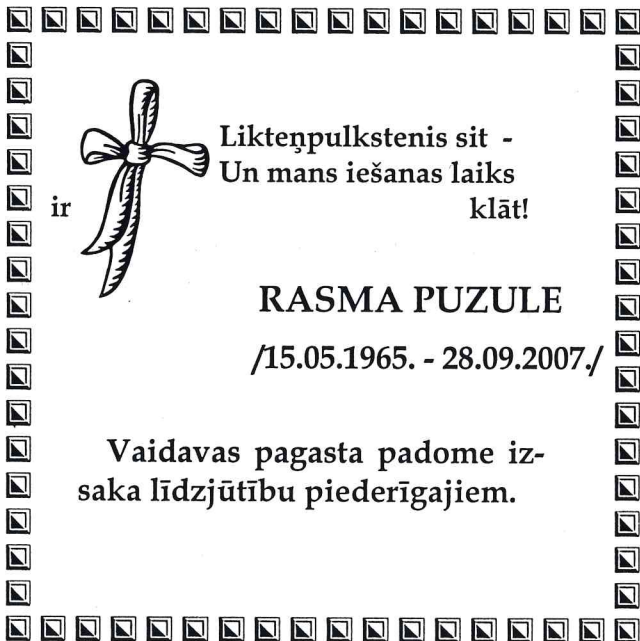 Likteņpulkstenis sit -
Un mans iešanas laiks
ir klāt!
RASMA PUZULE
/15.05.1965. - 28.09.2007./
Vaidavas pagasta padome iz-
saka līdzjūtību piederīgajiem.